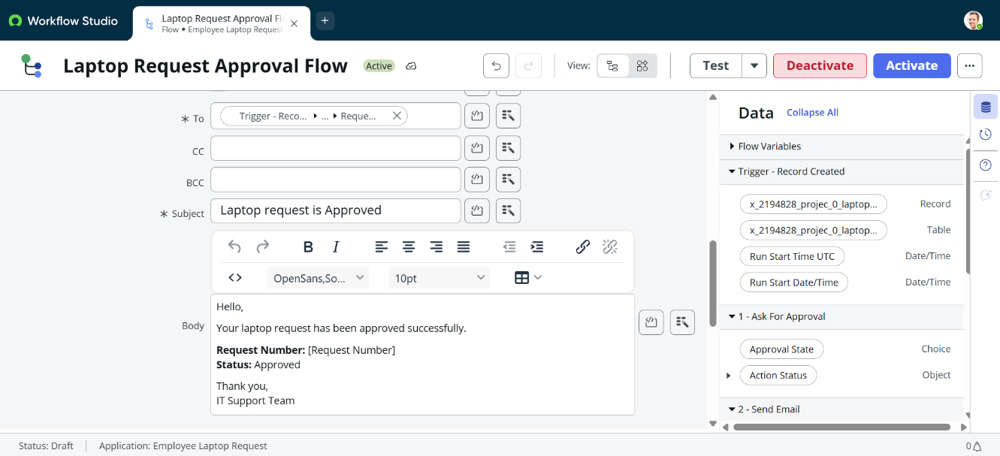 Workflow Studio
Laptop Request Approval Fl
Flow • Employee Laptop Request
Laptop Request Approval Flow
Active
View:
Test
Deactivate
Activate
* To
Trigger - Reco... ▸ ... ▸ Reque...
CC
BCC
* Subject
Laptop request is Approved
B I
OpenSans,So...
10pt
Body
Hello,
Your laptop request has been approved successfully.
Request Number: [Request Number]
Status: Approved
Thank you,
IT Support Team
Data
Collapse All
Flow Variables
Trigger - Record Created
x_2194828_projec_0_laptop... Record
x_2194828_projec_0_laptop... Table
Run Start Time UTC Date/Time
Run Start Date/Time Date/Time
1 - Ask For Approval
Approval State Choice
Action Status Object
2 - Send Email
Status: Draft
Application: Employee Laptop Request
0